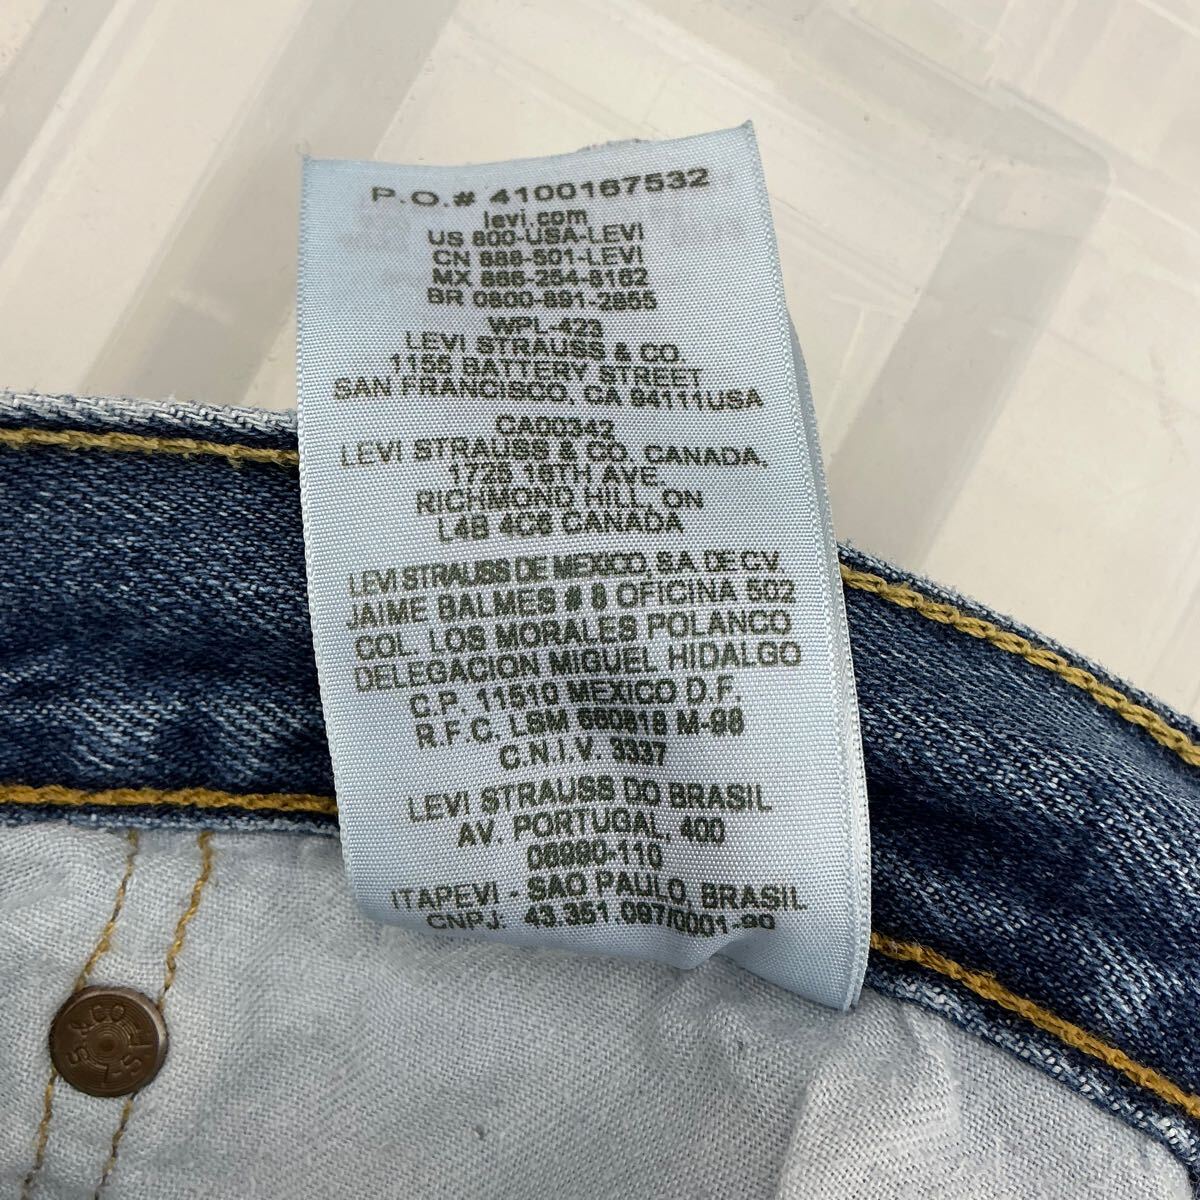 P.O.# 4100167532
levi.com
US 800-USA-LEVI
CN 888-501-LEVI
MX 866-254-8162
BR 0800-891-2855
WPL-423
LEVI STRAUSS & CO.
1155 BATTERY STREET
SAN FRANCISCO, CA 94111USA
CA00342
LEVI STRAUSS & CO. CANADA,
1725 16TH AVE.
RICHMOND HILL, ON
L4B 4C6 CANADA
LEVI STRAUSS DE MEXICO, S.A. DE C.V.
JAIME BALMES # 8 OFICINA 502
COL. LOS MORALES POLANCO
DELEGACION MIGUEL HIDALGO
C.P. 11510 MEXICO D.F.
R.F.C. LSM 660818 M-98
C.N.I.V. 3337
LEVI STRAUSS DO BRASIL
AV. PORTUGAL, 400
06690-110
ITAPEVI - SAO PAULO, BRASIL
CNPJ. 43.351.097/0001-90
L.S. & CO